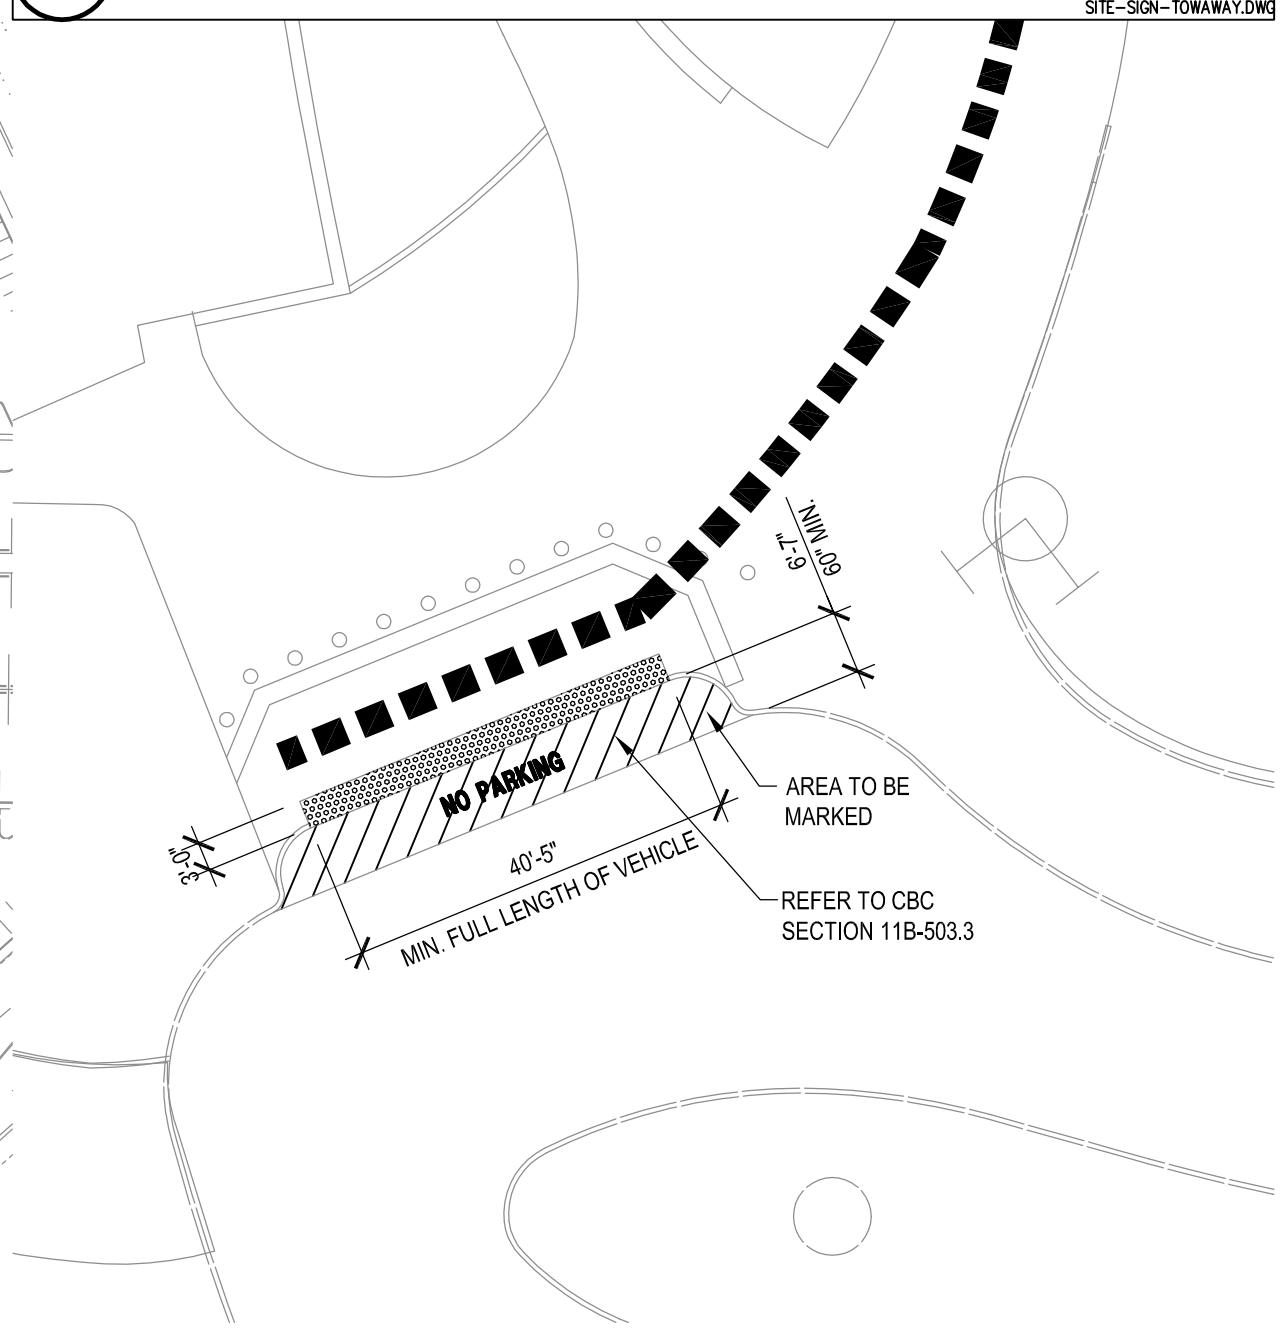 SITE-SIGN-TOWAWAY.DWG
60" MIN.
6'-7"
NO PARKING
AREA TO BE
MARKED
3'-0"
40'-5"
MIN. FULL LENGTH OF VEHICLE
REFER TO CBC
SECTION 11B-503.3